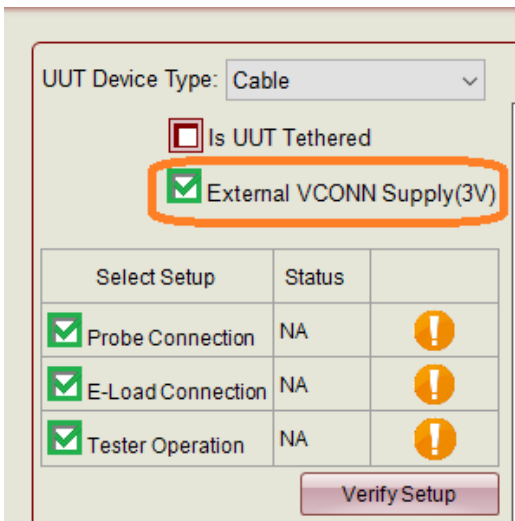 UUT Device Type: Cable
Is UUT Tethered
External VCONN Supply(3V)
Select Setup Status
Probe Connection NA
E-Load Connection NA
Tester Operation NA
Verify Setup